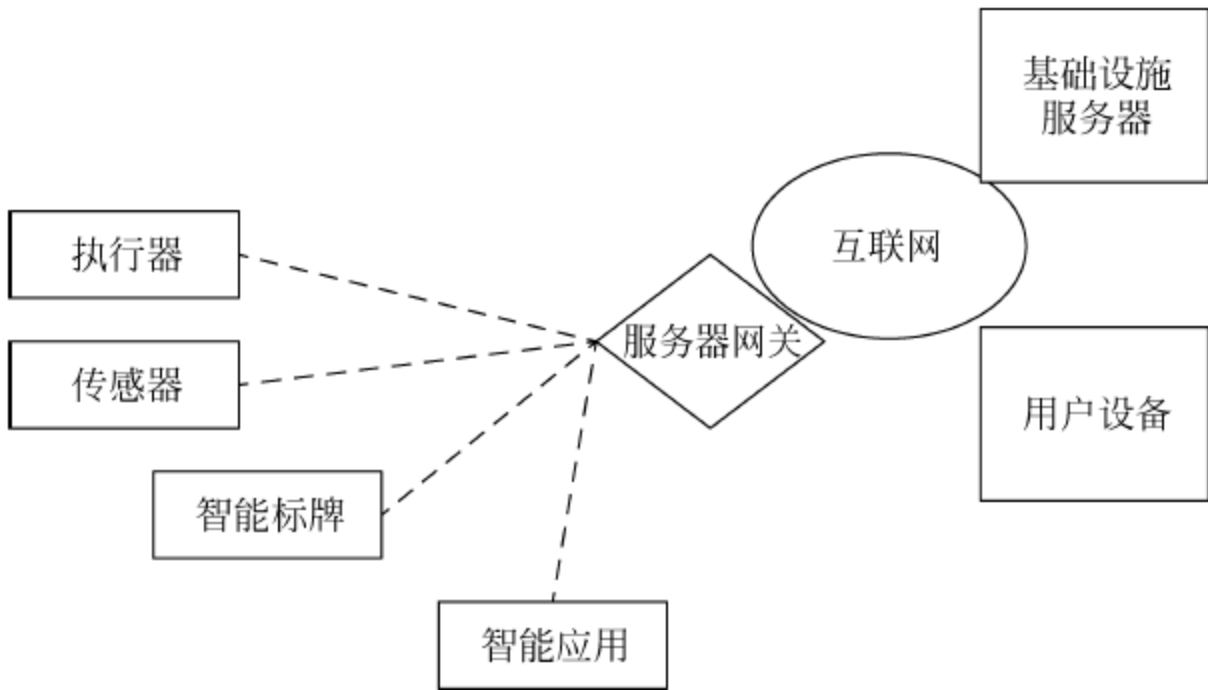 基础设施
服务器
互联网
执行器
服务器网关
传感器
用户设备
智能标牌
智能应用